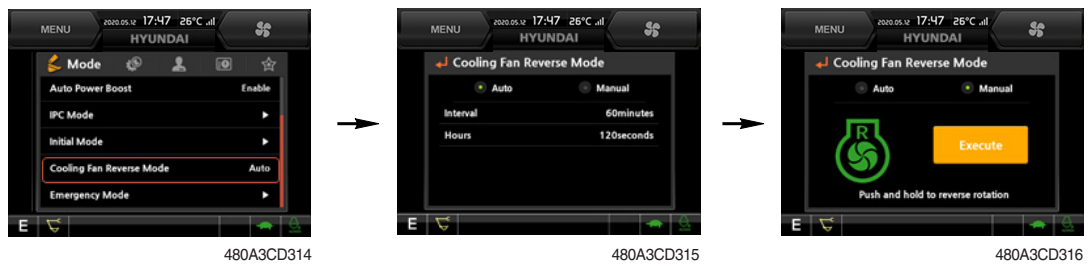 MENU
2020.05.12 17:47 26°C
HYUNDAI
Mode
Auto Power Boost Enable
IPC Mode
Initial Mode
Cooling Fan Reverse Mode Auto
Emergency Mode
E
480A3CD314
MENU
2020.05.12 17:47 26°C
HYUNDAI
Cooling Fan Reverse Mode
Auto Manual
Interval 60minutes
Hours 120seconds
E
480A3CD315
MENU
2020.05.12 17:47 26°C
HYUNDAI
Cooling Fan Reverse Mode
Auto Manual
R
Execute
Push and hold to reverse rotation
E
480A3CD316